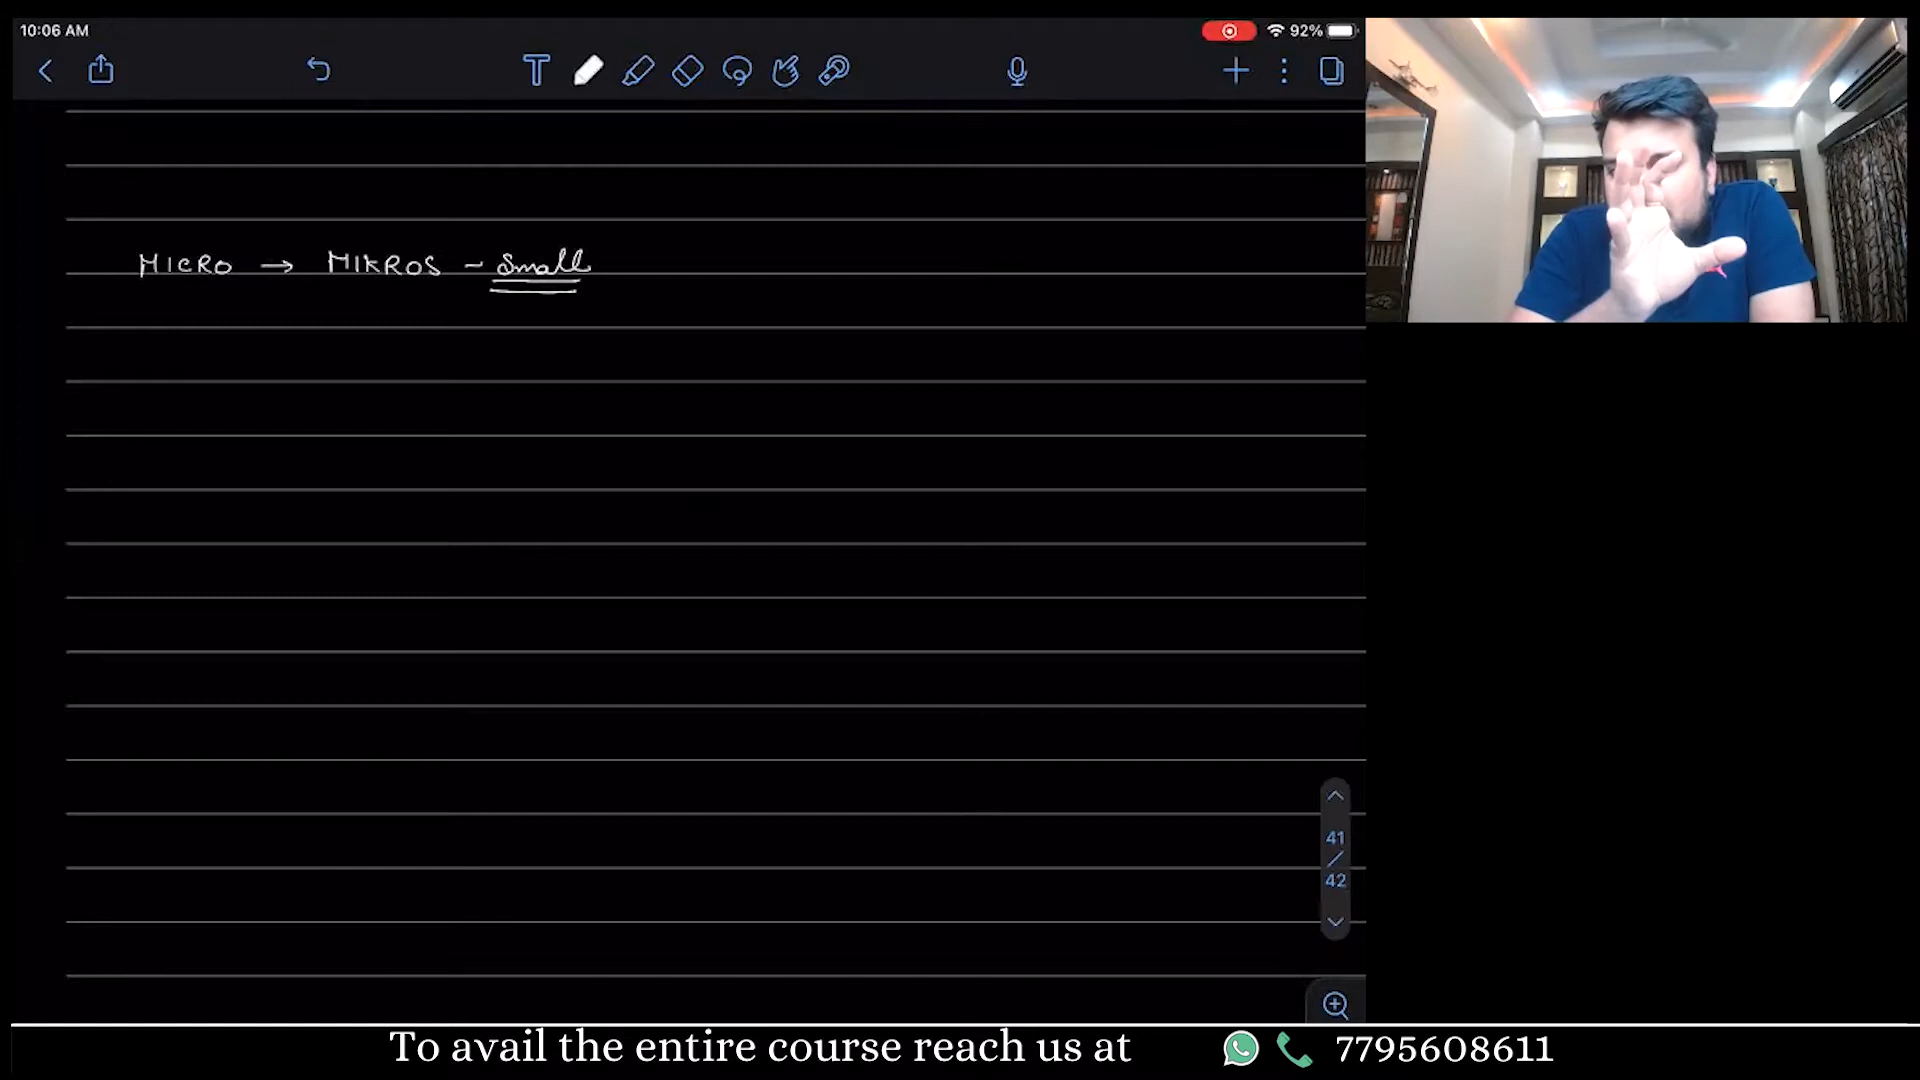 10:06 AM
92%
MICRO → MIKROS - Small
41
/
42
To avail the entire course reach us at 7795608611